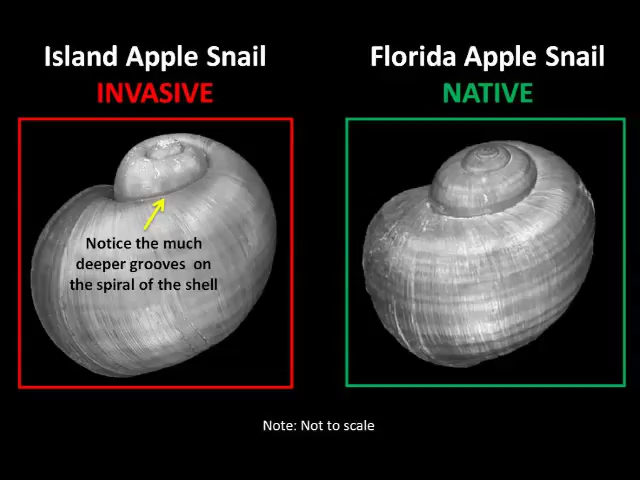 Island Apple Snail
INVASIVE
Florida Apple Snail
NATIVE
Notice the much
deeper grooves on
the spiral of the shell
Note: Not to scale